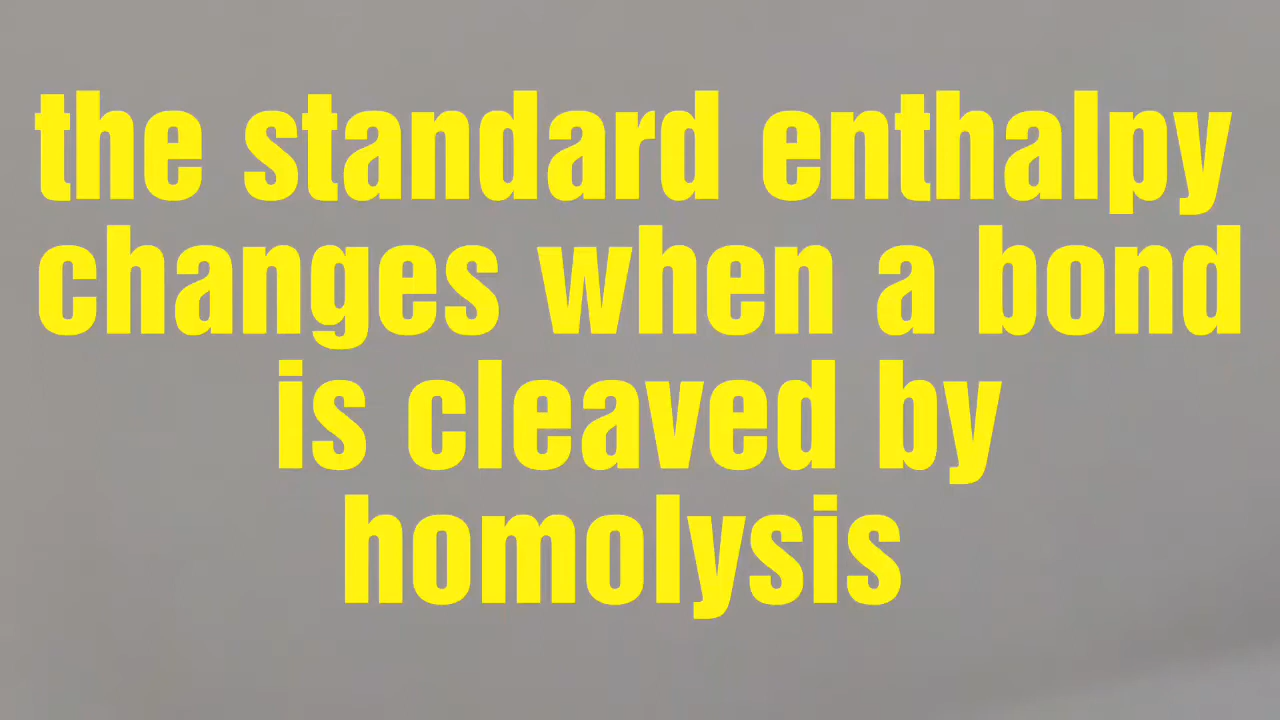 the standard enthalpy
changes when a bond
is cleaved by
homolysis